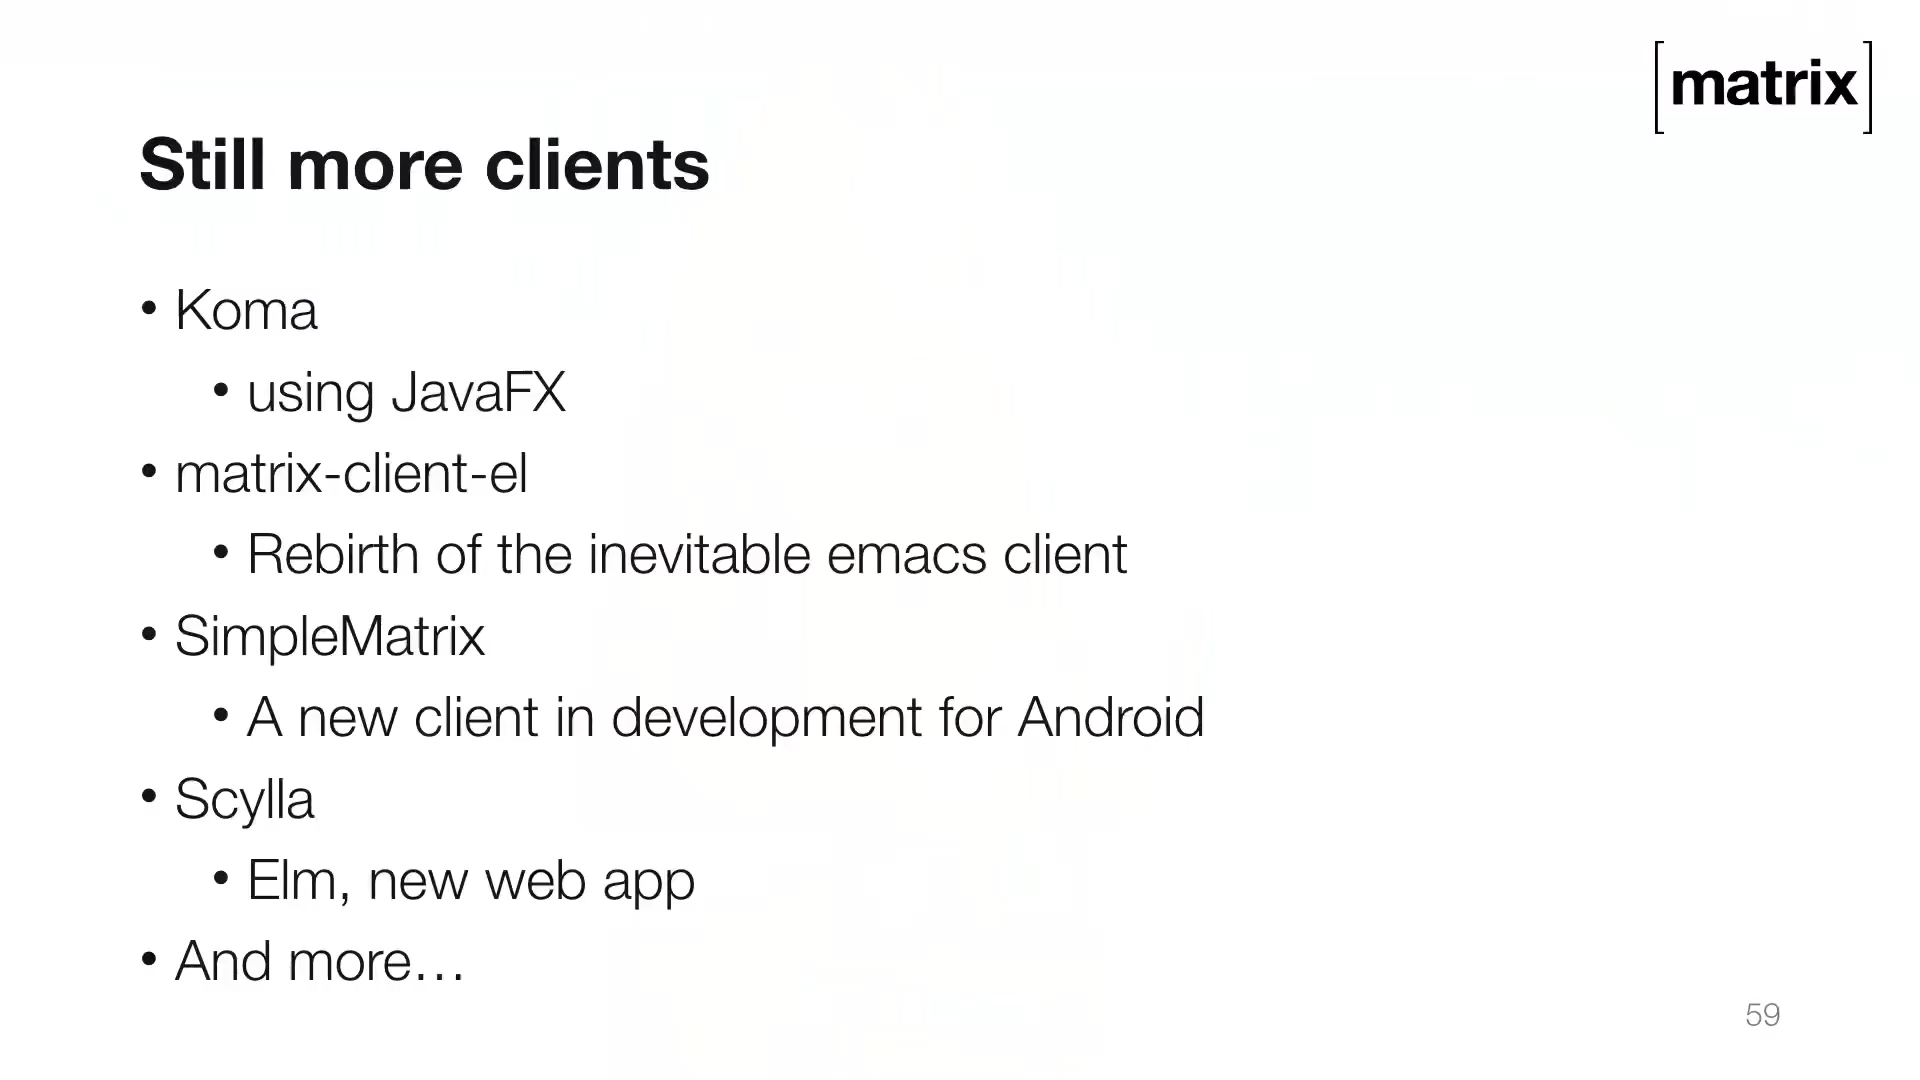 [matrix]
Still more clients
• Koma
• using JavaFX
• matrix-client-el
• Rebirth of the inevitable emacs client
• SimpleMatrix
• A new client in development for Android
• Scylla
• Elm, new web app
• And more…
59